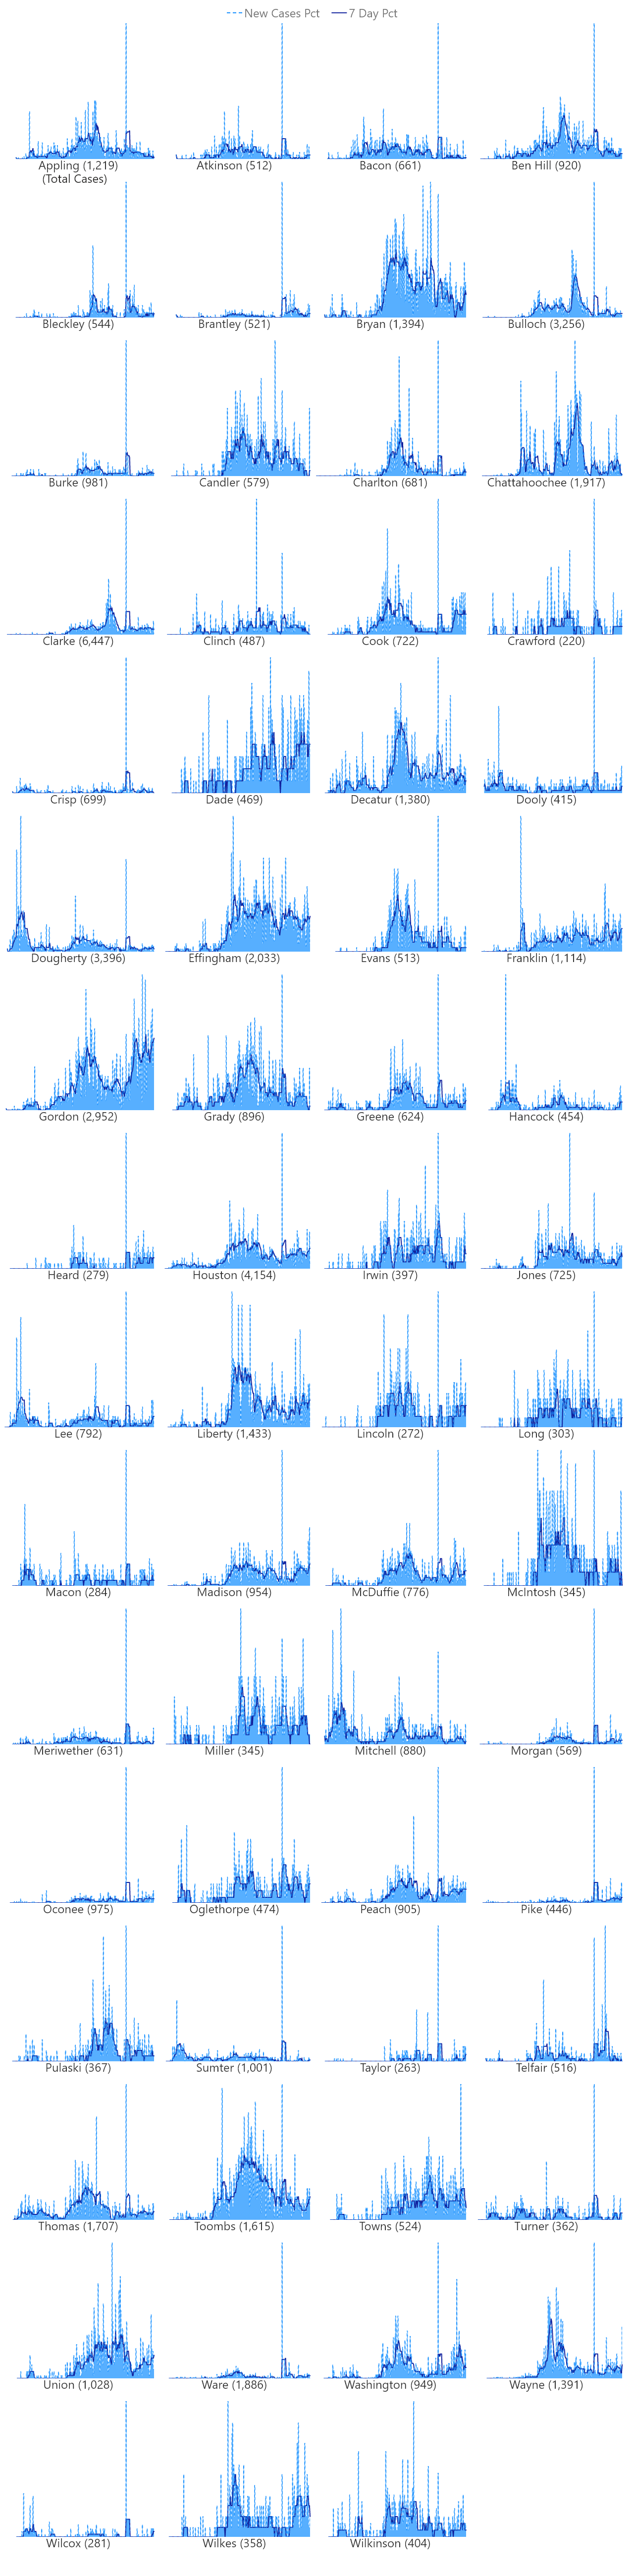 New Cases Pct 7 Day Pct
Appling (1,219) Atkinson (512) Bacon (661) Ben Hill (920)
(Total Cases)
Bleckley (544) Brantley (521) Bryan (1,394) Bulloch (3,256)
Burke (981) Candler (579) Charlton (681) Chattahoochee (1,917)
Clarke (6,447) Clinch (487) Cook (722) Crawford (220)
Crisp (699) Dade (469) Decatur (1,380) Dooly (415)
Dougherty (3,396) Effingham (2,033) Evans (513) Franklin (1,114)
Gordon (2,952) Grady (896) Greene (624) Hancock (454)
Heard (279) Houston (4,154) Irwin (397) Jones (725)
Lee (792) Liberty (1,433) Lincoln (272) Long (303)
Macon (284) Madison (954) McDuffie (776) McIntosh (345)
Meriwether (631) Miller (345) Mitchell (880) Morgan (569)
Oconee (975) Oglethorpe (474) Peach (905) Pike (446)
Pulaski (367) Sumter (1,001) Taylor (263) Telfair (516)
Thomas (1,707) Toombs (1,615) Towns (524) Turner (362)
Union (1,028) Ware (1,886) Washington (949) Wayne (1,391)
Wilcox (281) Wilkes (358) Wilkinson (404)